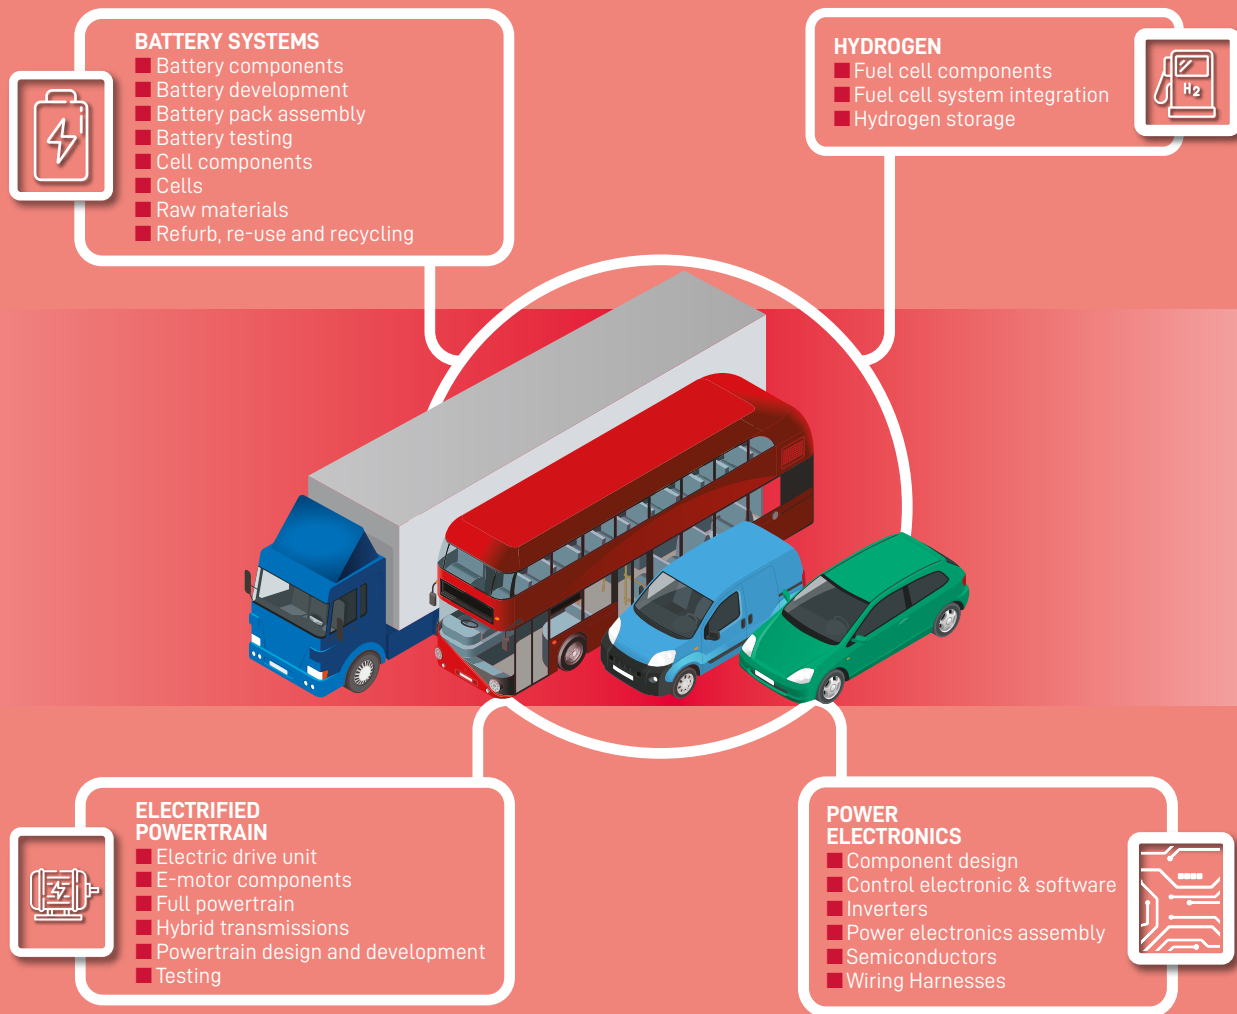 BATTERY SYSTEMS
Battery components
Battery development
Battery pack assembly
Battery testing
Cell components
Cells
Raw materials
Refurb, re-use and recycling
HYDROGEN
Fuel cell components
Fuel cell system integration
Hydrogen storage
H2
ELECTRIFIED
POWERTRAIN
Electric drive unit
E-motor components
Full powertrain
Hybrid transmissions
Powertrain design and development
Testing
POWER
ELECTRONICS
Component design
Control electronic & software
Inverters
Power electronics assembly
Semiconductors
Wiring Harnesses